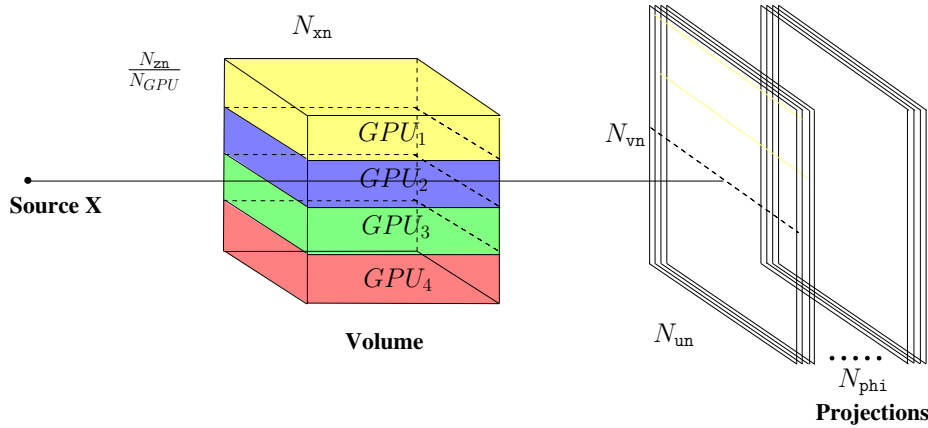 N_xn
N_zn
N_GPU
GPU_1
GPU_2
GPU_3
GPU_4
Source X
Volume
N_vn
N_un
N_phi
Projections